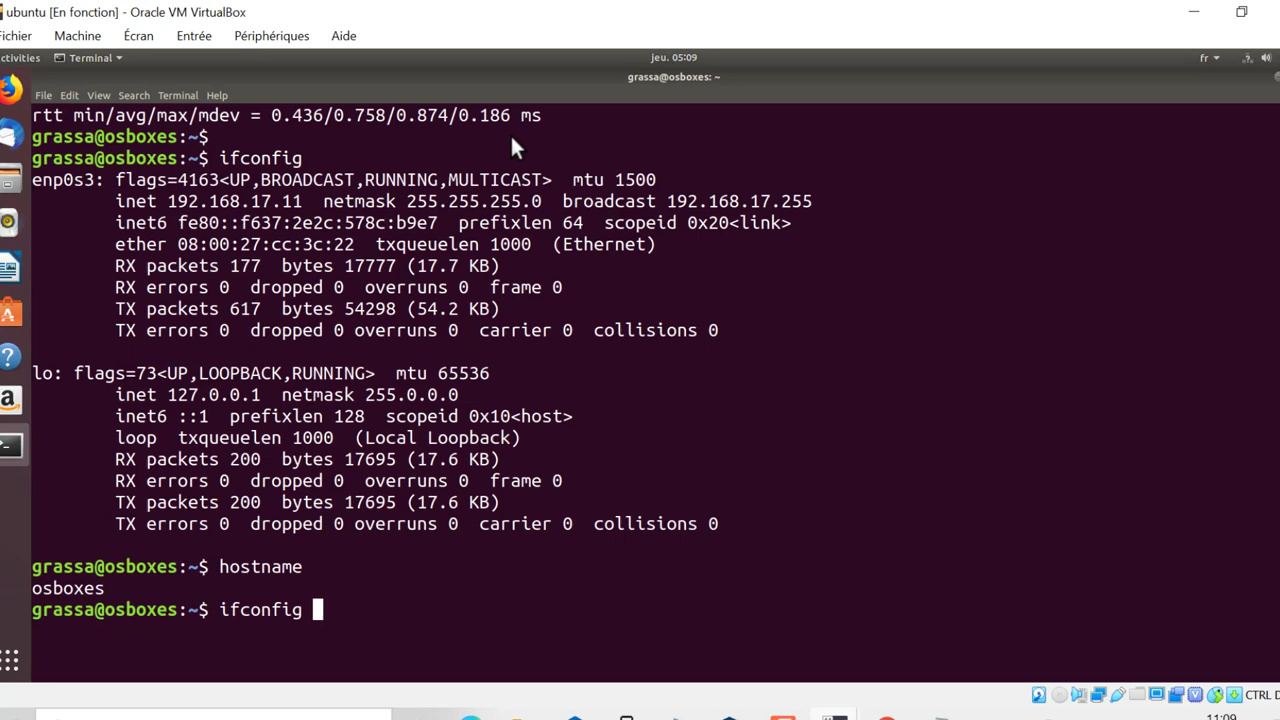 ubuntu [En fonction] - Oracle VM VirtualBox
Fichier Machine Écran Entrée Périphériques Aide
ctivities Terminal jeu. 05:09 fr
grassa@osboxes: ~
File Edit View Search Terminal Help
rtt min/avg/max/mdev = 0.436/0.758/0.874/0.186 ms
grassa@osboxes:~$
grassa@osboxes:~$ ifconfig
enp0s3: flags=4163<UP,BROADCAST,RUNNING,MULTICAST>  mtu 1500
inet 192.168.17.11  netmask 255.255.255.0  broadcast 192.168.17.255
inet6 fe80::f637:2e2c:578c:b9e7  prefixlen 64  scopeid 0x20<link>
ether 08:00:27:cc:3c:22  txqueuelen 1000  (Ethernet)
RX packets 177  bytes 17777 (17.7 KB)
RX errors 0  dropped 0  overruns 0  frame 0
TX packets 617  bytes 54298 (54.2 KB)
TX errors 0  dropped 0 overruns 0  carrier 0  collisions 0
lo: flags=73<UP,LOOPBACK,RUNNING>  mtu 65536
inet 127.0.0.1  netmask 255.0.0.0
inet6 ::1  prefixlen 128  scopeid 0x10<host>
loop  txqueuelen 1000  (Local Loopback)
RX packets 200  bytes 17695 (17.6 KB)
RX errors 0  dropped 0  overruns 0  frame 0
TX packets 200  bytes 17695 (17.6 KB)
TX errors 0  dropped 0 overruns 0  carrier 0  collisions 0
grassa@osboxes:~$ hostname
osboxes
grassa@osboxes:~$ ifconfig
CTRL D
11:09